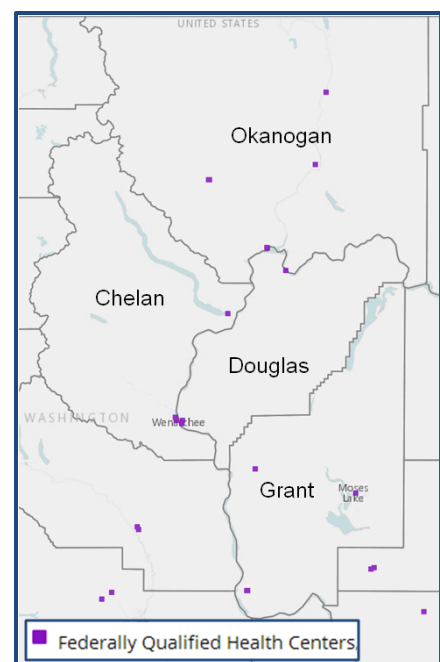 UNITED STATES
Okanogan
Chelan
Douglas
WASHINGTON
Wenatchee
Grant
Moses
Lake
Federally Qualified Health Centers,